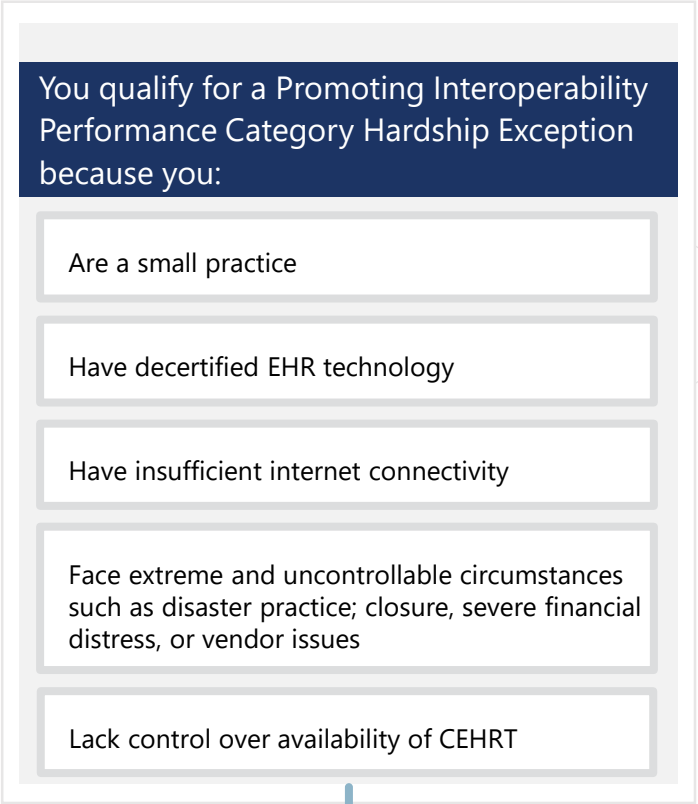 You qualify for a Promoting Interoperability
Performance Category Hardship Exception
because you:
Are a small practice
Have decertified EHR technology
Have insufficient internet connectivity
Face extreme and uncontrollable circumstances
such as disaster practice; closure, severe financial
distress, or vendor issues
Lack control over availability of CEHRT